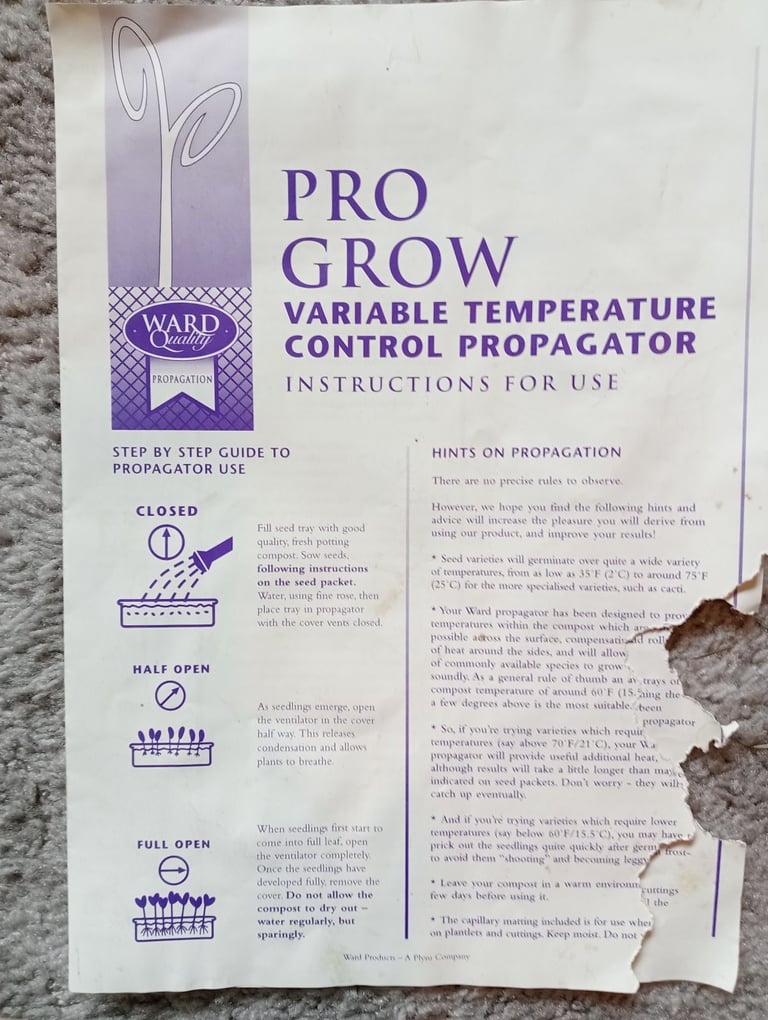 PRO
GROW
VARIABLE TEMPERATURE
CONTROL PROPAGATOR
INSTRUCTIONS FOR USE
WARD
Quality
PROPAGATION
STEP BY STEP GUIDE TO
PROPAGATOR USE
CLOSED
Fill seed tray with good
quality, fresh potting
compost. Sow seeds,
following instructions
on the seed packet.
Water, using fine rose, then
place tray in propagator
with the cover vents closed.
HALF OPEN
As seedlings emerge, open
the ventilator in the cover
half way. This releases
condensation and allows
plants to breathe.
FULL OPEN
When seedlings first start to
come into full leaf, open
the ventilator completely.
Once the seedlings have
developed fully, remove the
cover. Do not allow the
compost to dry out –
water regularly, but
sparingly.
HINTS ON PROPAGATION
There are no precise rules to observe.
However, we hope you find the following hints and
advice will increase the pleasure you will derive from
using our product, and improve your results!
* Seed varieties will germinate over quite a wide variety
of temperatures, from as low as 35°F (2°C) to around 75°F
(25°C) for the more specialised varieties, such as cacti.
* Your Ward propagator has been designed to
temperatures within the compost which
possible across the surface,
of heat around the sides, and will allow
of commonly available species to grow
soundly. As a general rule of thumb an
compost temperature of around 60°F
a few degrees above is the most suitable.
* So, if you're trying varieties which
temperatures (say above 70°F/21°C), your
propagator will provide useful additional heat,
although results will take a little longer than
indicated on seed packets. Don't worry – they
catch up eventually.
* And if you're trying varieties which require lower
temperatures (say below 60°F/15.5°C), you may have
prick out the seedlings quite quickly after
to avoid them "shooting" and becoming leggy
* Leave your compost in a warm
few days before using it.
* The capillary matting included is for use
on plantlets and cuttings. Keep moist. Do not
trays of
the
been
propagator
frost-
cuttings
the
Ward Products – A Plysu Company